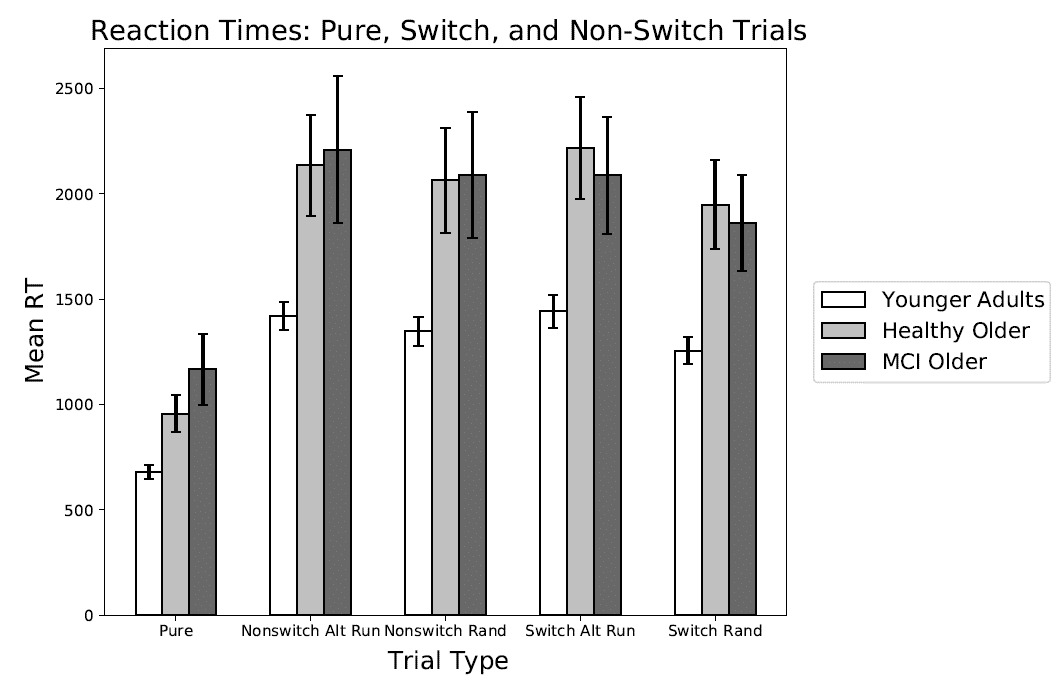 Reaction Times: Pure, Switch, and Non-Switch Trials
2500
2000
1500
1000
500
0
Mean RT
Pure
Nonswitch Alt Run
Nonswitch Rand
Switch Alt Run
Switch Rand
Trial Type
Younger Adults
Healthy Older
MCI Older